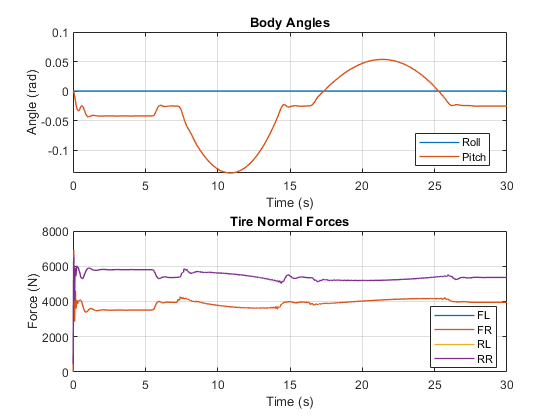 Body Angles
0.1
0.05
0
-0.05
-0.1
Angle (rad)
0 5 10 15 20 25 30
Time (s)
Roll
Pitch
Tire Normal Forces
8000
6000
4000
2000
0
Force (N)
0 5 10 15 20 25 30
Time (s)
FL
FR
RL
RR